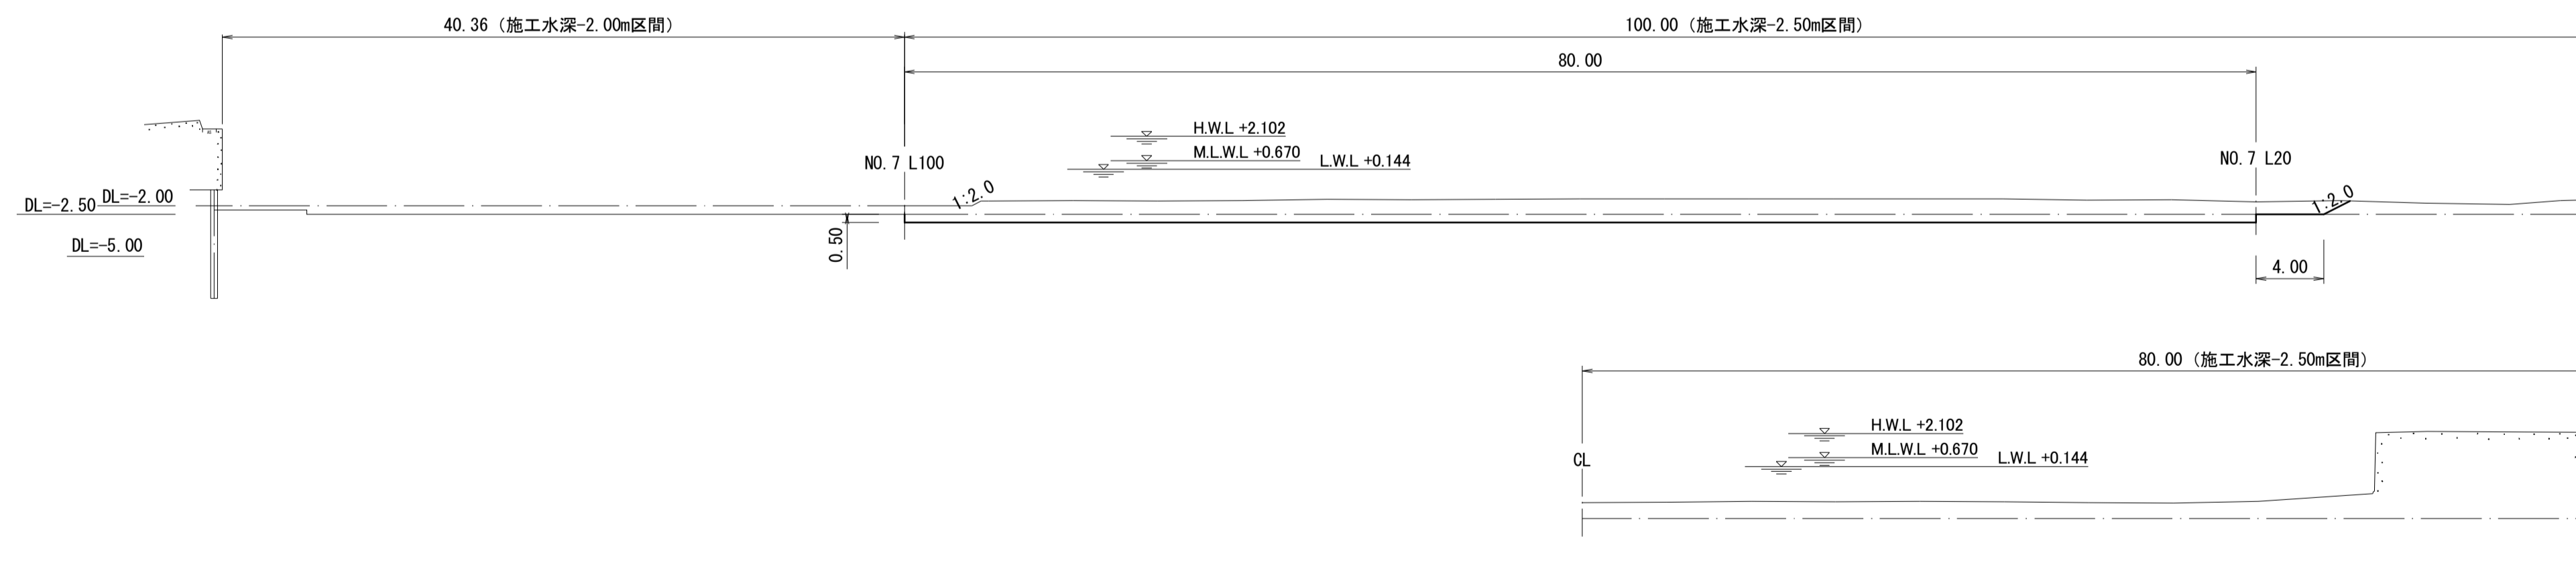 40.36（施工水深-2.00m区間）
100.00（施工水深-2.50m区間）
80.00
H.W.L +2.102
M.L.W.L +0.670
L.W.L +0.144
NO.7 L100
NO.7 L20
DL=-2.00
DL=-2.50
1:2.0
1:2.0
DL=-5.00
0.50
4.00
80.00（施工水深-2.50m区間）
H.W.L +2.102
M.L.W.L +0.670
L.W.L +0.144
CL